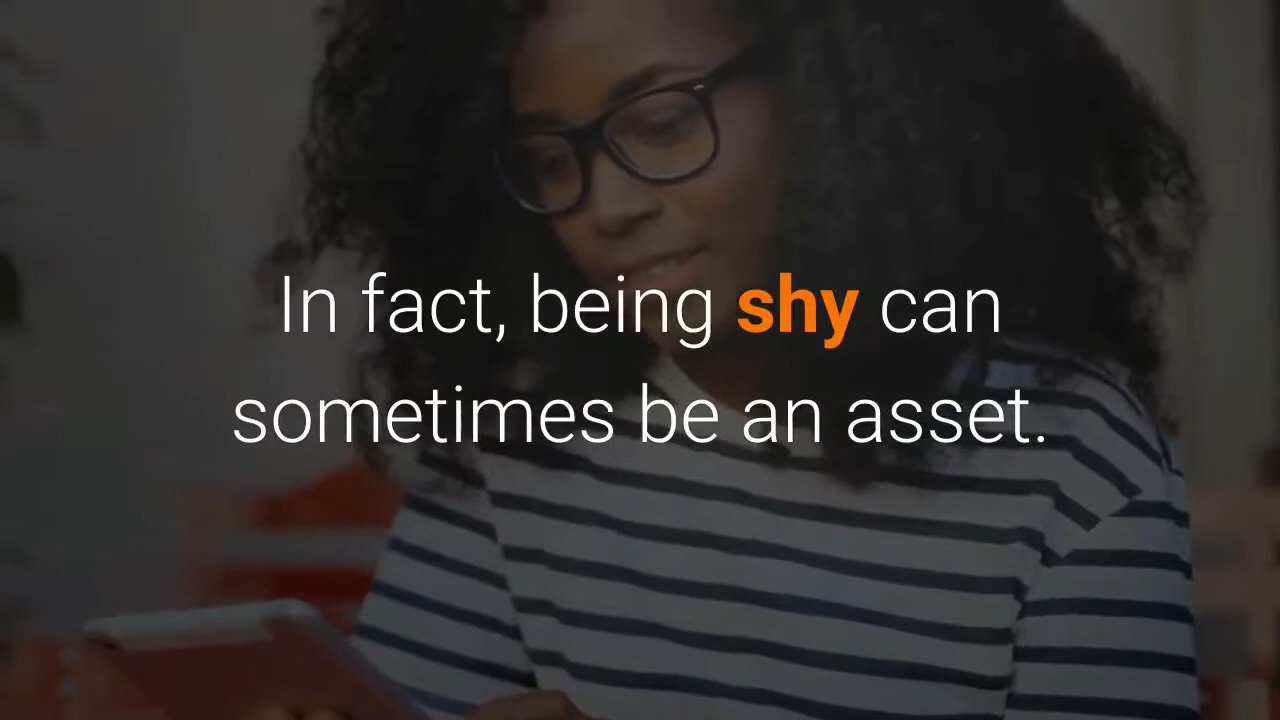 In fact, being shy can
sometimes be an asset.